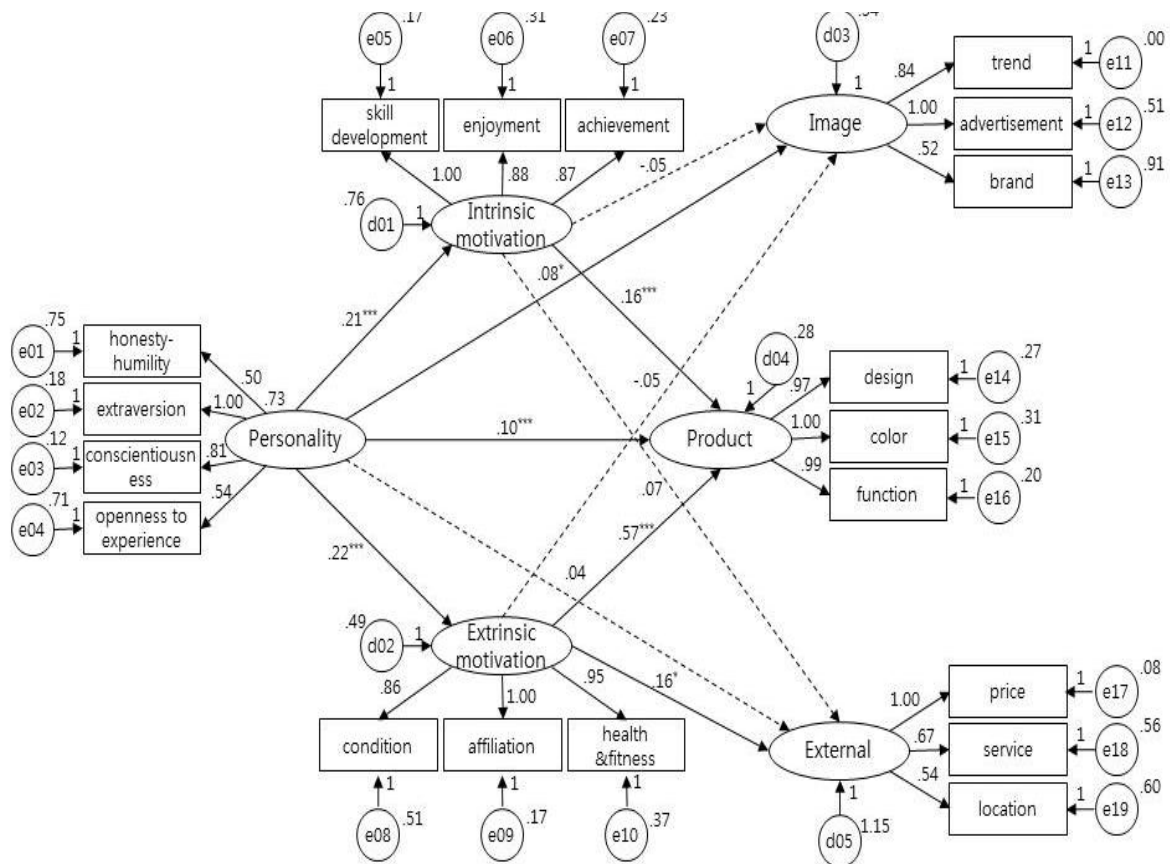 .17
.31
.23
e05
e06
e07
d03
1
1
1
1
.00
trend
1
e11
.84
skill
development
enjoyment
achievement
Image
1.00
advertisement
1
.51
e12
.52
brand
1
.91
e13
1.00
.88
.87
-.05
.76
d01
1
Intrinsic
motivation
.08*
.16***
.21***
.75
e01
1
honesty-
humility
.28
d04
1
.97
design
1
.27
e14
-.05
.50
.73
.18
e02
1
extraversion
1.00
Personality
.10***
Product
1.00
color
1
.31
e15
.12
e03
1
conscientiousn
ess
.81
.99
function
1
.20
e16
.07
.54
.71
e04
1
openness to
experience
.57***
.22***
.04
.49
d02
1
Extrinsic
motivation
.16*
.86
1.00
.95
1.00
price
1
.08
e17
condition
affiliation
health
&fitness
External
.67
service
1
.56
e18
.54
location
1
.60
e19
1
1
1
1
e08
.51
e09
.17
e10
.37
d05
1.15